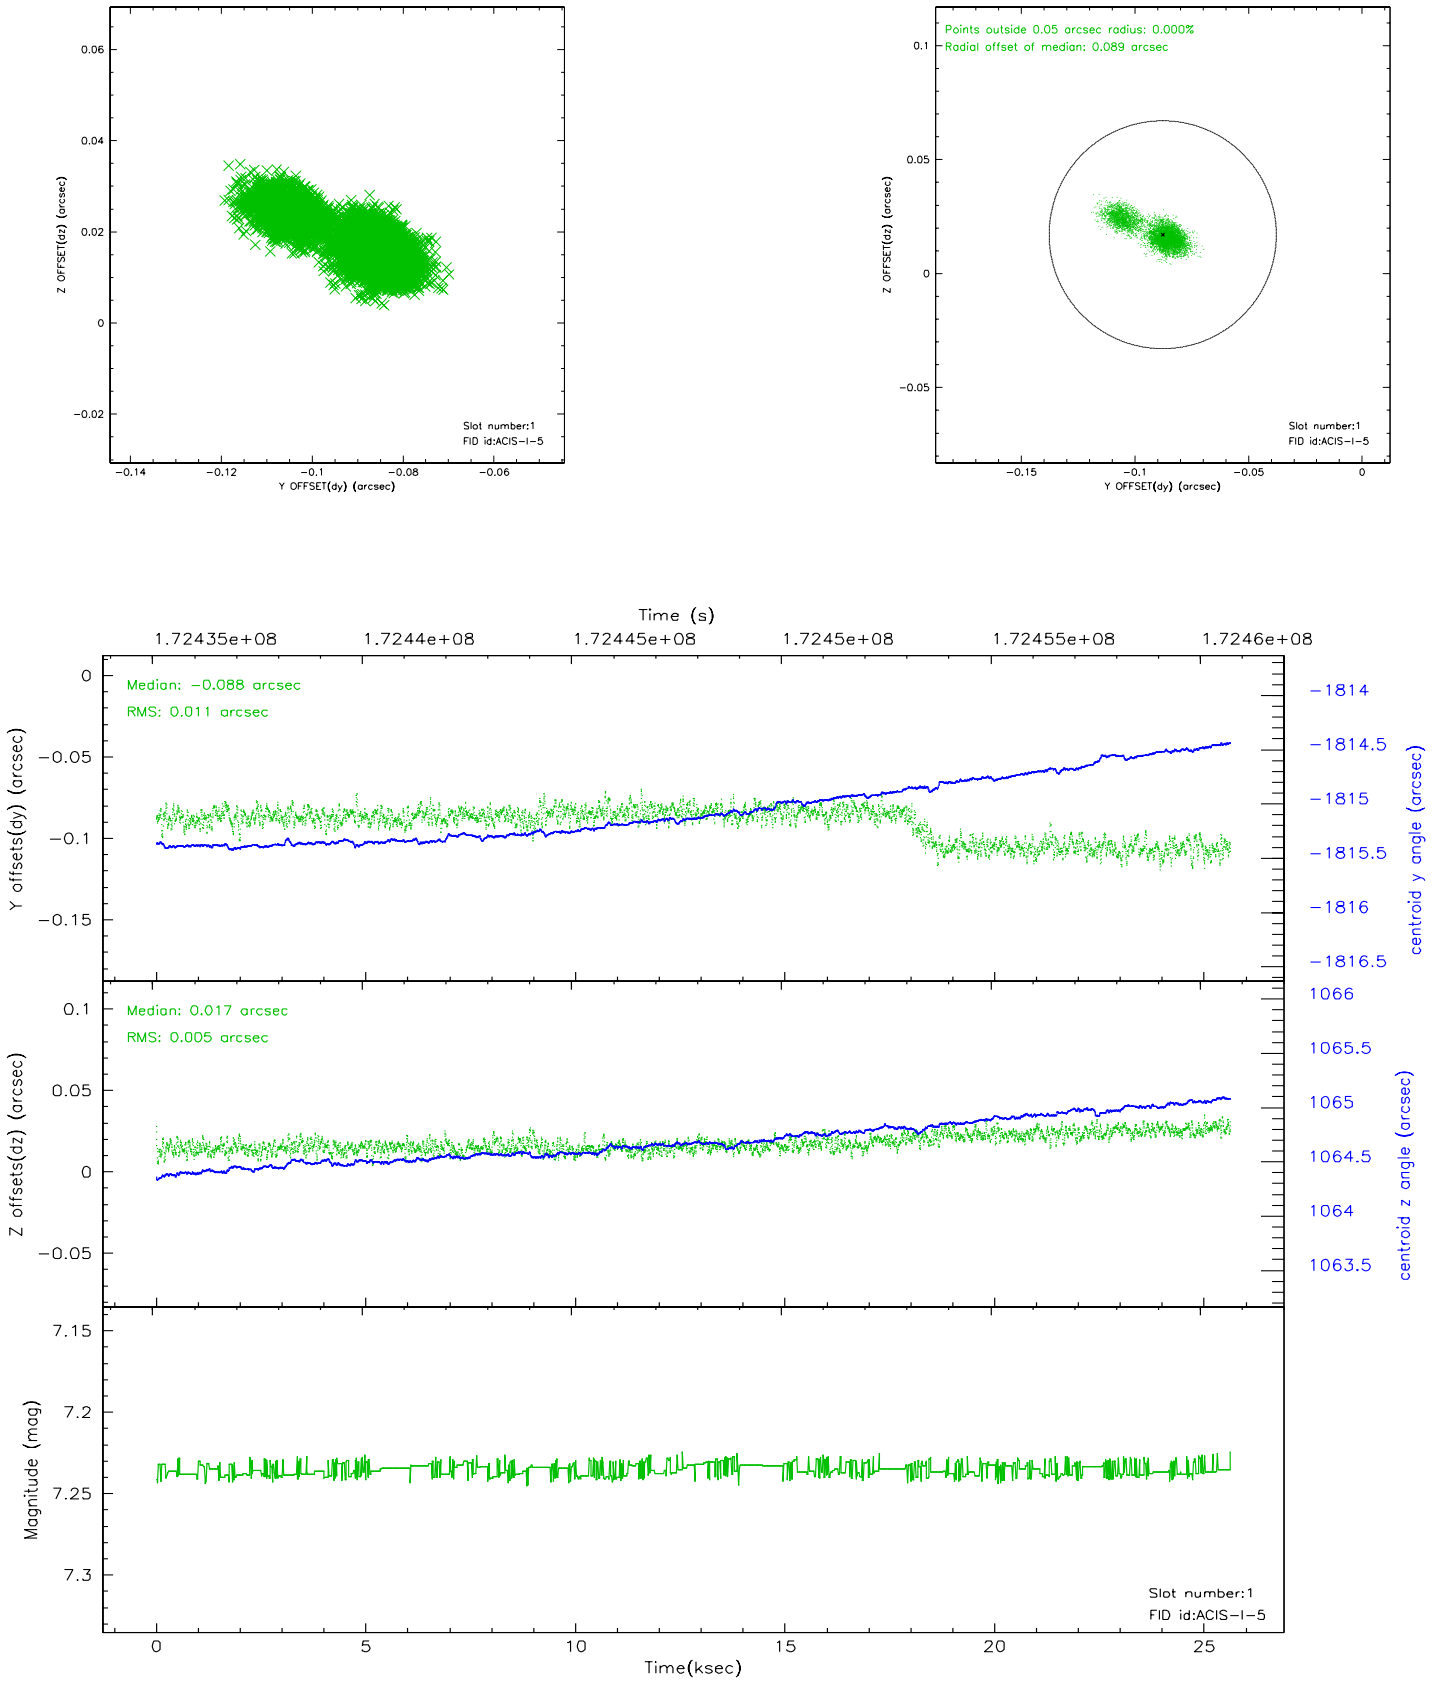 0.06
0.04
0.02
0
−0.02
Z OFFSET(dz) (arcsec)
Slot number:1
FID id:ACIS−I−5
−0.14 −0.12 −0.1 −0.08 −0.06
Y OFFSET(dy) (arcsec)
Points outside 0.05 arcsec radius: 0.000%
Radial offset of median: 0.089 arcsec
0.1
0.05
0
−0.05
Z OFFSET(dz) (arcsec)
Slot number:1
FID id:ACIS−I−5
−0.15 −0.1 −0.05 0
Y OFFSET(dy) (arcsec)
Time (s)
1.72435e+08 1.7244e+08 1.72445e+08 1.7245e+08 1.72455e+08 1.7246e+08
Median: −0.088 arcsec
RMS: 0.011 arcsec
0
−0.05
−0.1
−0.15
Y offsets(dy) (arcsec)
−1814
−1814.5
−1815
−1815.5
−1816
−1816.5
centroid y angle (arcsec)
Median: 0.017 arcsec
RMS: 0.005 arcsec
0.1
0.05
0
−0.05
Z offsets(dz) (arcsec)
1066
1065.5
1065
1064.5
1064
1063.5
centroid z angle (arcsec)
7.15
7.2
7.25
7.3
Magnitude (mag)
Slot number:1
FID id:ACIS−I−5
0 5 10 15 20 25
Time(ksec)